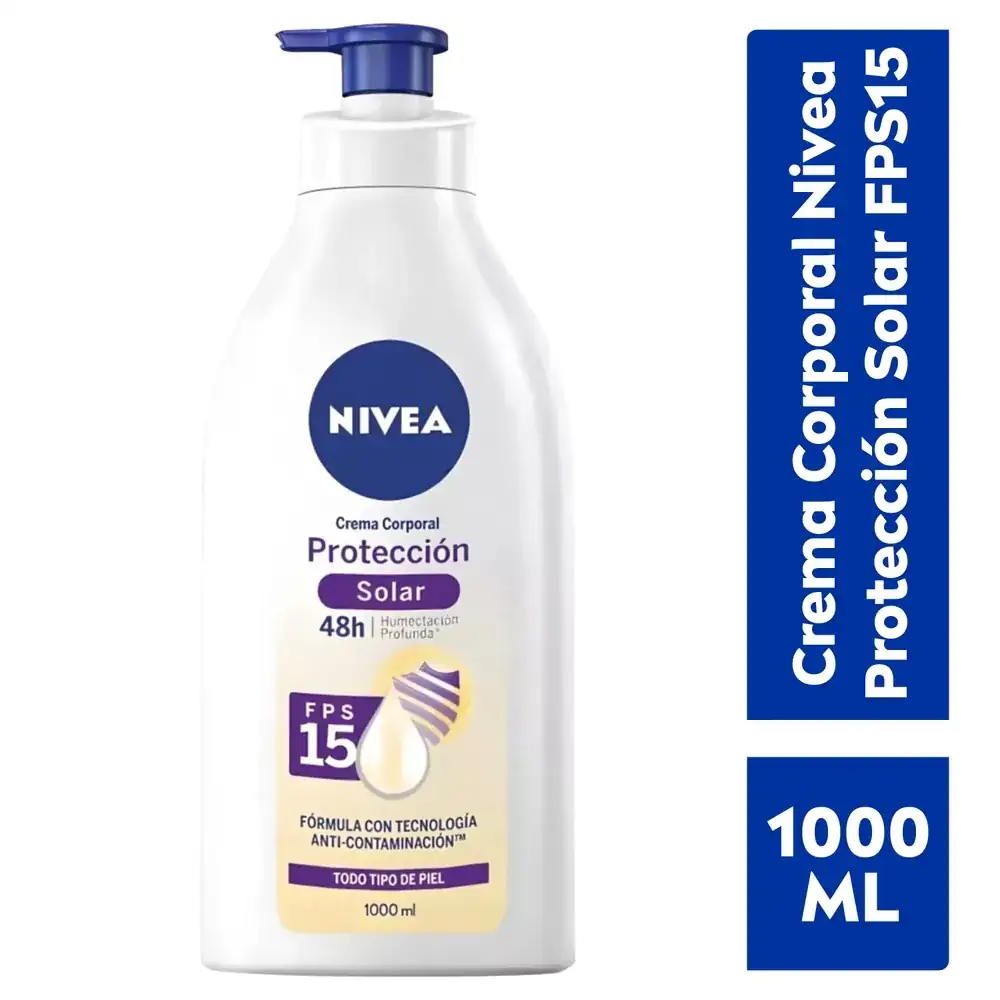 NIVEA
Crema Corporal
Protección
Solar
48h
Humectación
Profunda*
FPS
15
FÓRMULA CON TECNOLOGÍA
ANTI-CONTAMINACIÓN™
TODO TIPO DE PIEL
1000 ml
Crema Corporal Nivea
Protección Solar FPS15
1000
ML